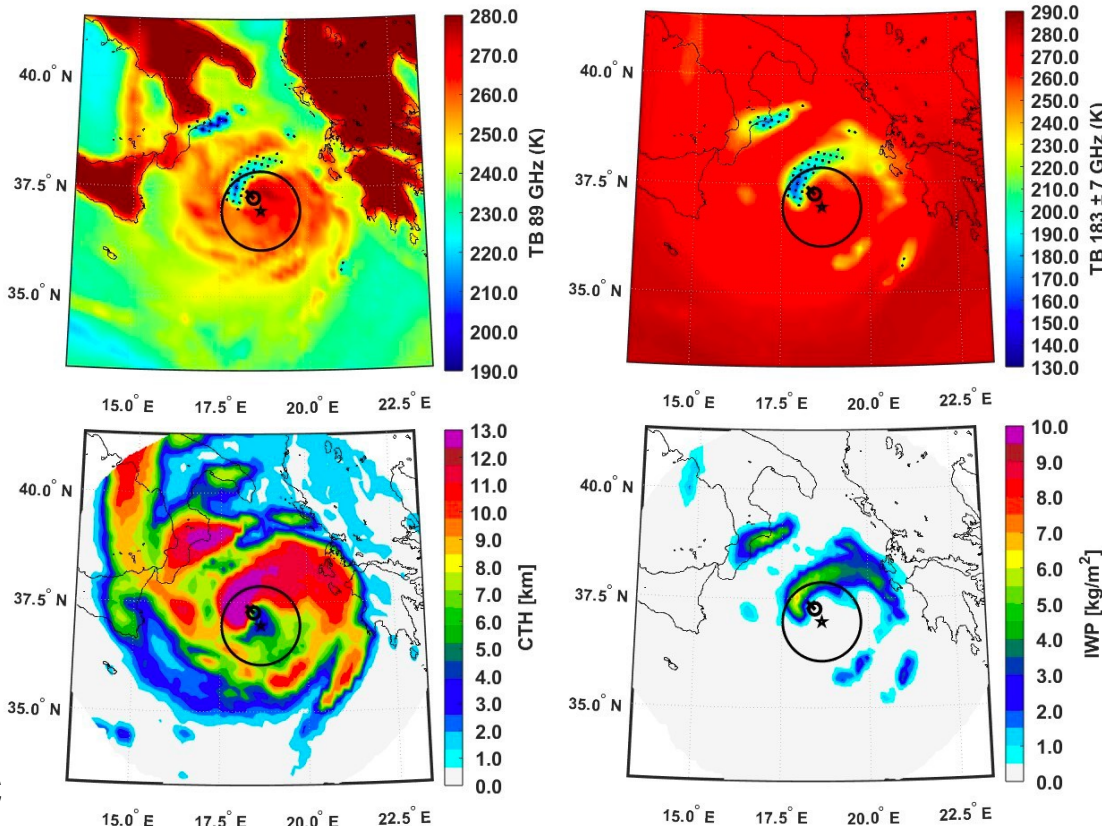 280.0
270.0
260.0
250.0
240.0
230.0
220.0
210.0
200.0
190.0
TB 89 GHz (K)
40.0° N
37.5° N
35.0° N
15.0° E
17.5° E
20.0° E
22.5° E
290.0
280.0
270.0
260.0
250.0
240.0
230.0
220.0
210.0
200.0
190.0
180.0
170.0
160.0
150.0
140.0
130.0
TB 183 ± 7 GHz (K)
40.0° N
37.5° N
35.0° N
15.0° E
17.5° E
20.0° E
22.5° E
13.0
12.0
11.0
10.0
9.0
8.0
7.0
6.0
5.0
4.0
3.0
2.0
1.0
0.0
CTH [km]
40.0° N
37.5° N
35.0° N
15.0° E
17.5° E
20.0° E
22.5° E
10.0
9.0
8.0
7.0
6.0
5.0
4.0
3.0
2.0
1.0
0.0
IWP [kg/m²]
40.0° N
37.5° N
35.0° N
15.0° E
17.5° E
20.0° E
22.5° E